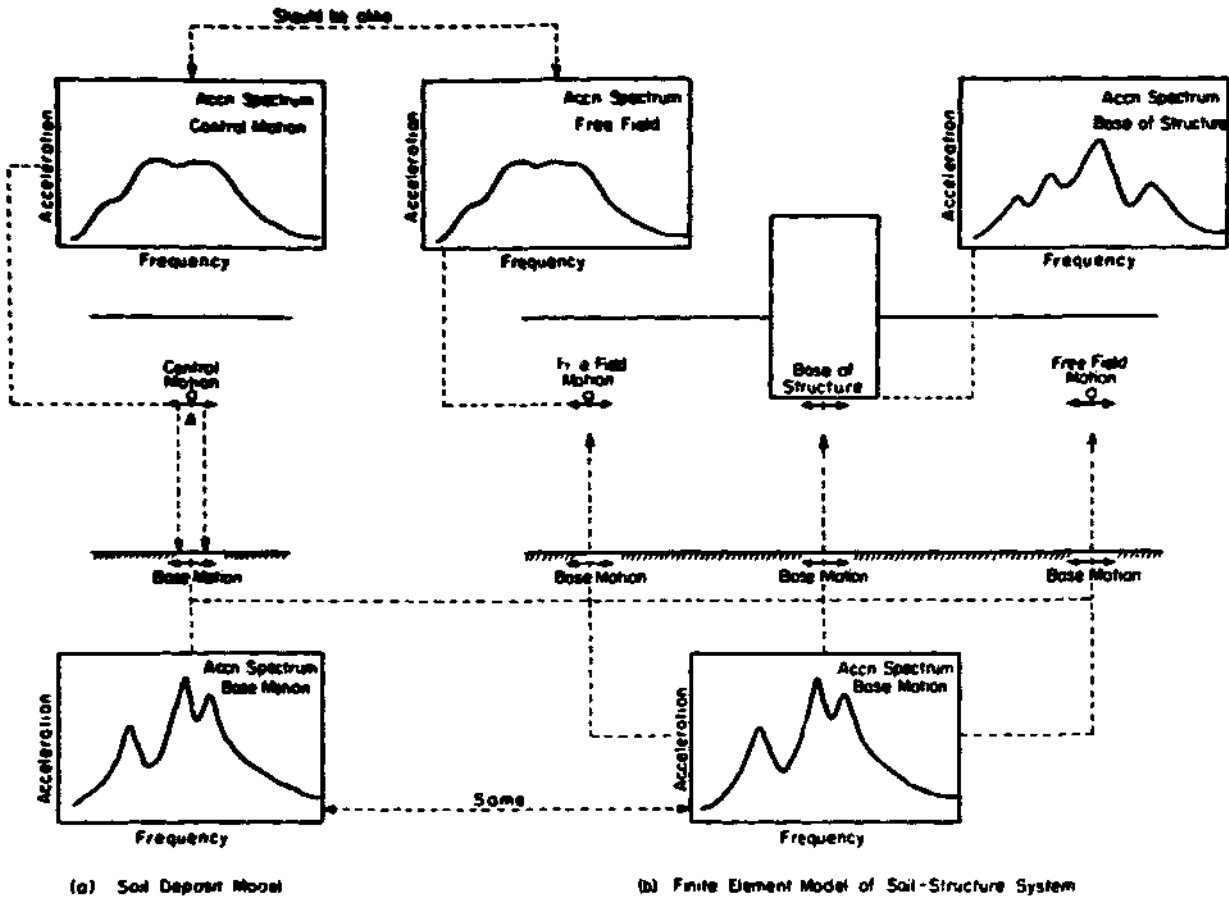 Should be
Accn Spectrum
Control Motion
Acceleration
Frequency
Accn Spectrum
Free Field
Acceleration
Frequency
Accn Spectrum
Base of Structure
Acceleration
Frequency
Control
Motion
Field
Motion
Base of
Structure
Free Field
Motion
Base Motion
Base Motion
Base Motion
Base Motion
Accn Spectrum
Base Motion
Acceleration
Frequency
Accn Spectrum
Base Motion
Acceleration
Frequency
Same
(a) Soil Deposit Model
(b) Finite Element Model of Soil-Structure System